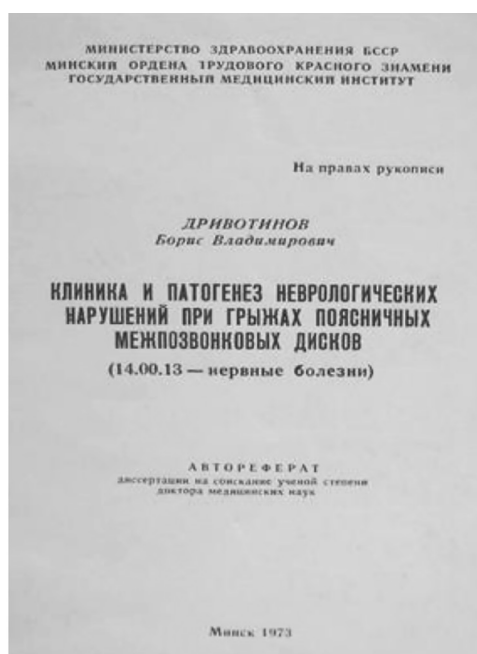 МИНИСТЕРСТВО ЗДРАВООХРАНЕНИЯ БССР
МИНСКИЙ ОРДЕНА ТРУДОВОГО КРАСНОГО ЗНАМЕНИ
ГОСУДАРСТВЕННЫЙ МЕДИЦИНСКИЙ ИНСТИТУТ
На правах рукописи
ДРИВОТИНОВ
Борис Владимирович
КЛИНИКА И ПАТОГЕНЕЗ НЕВРОЛОГИЧЕСКИХ
НАРУШЕНИЙ ПРИ ГРЫЖАХ ПОЯСНИЧНЫХ
МЕЖПОЗВОНКОВЫХ ДИСКОВ
(14.00.13 — нервные болезни)
АВТОРЕФЕРАТ
диссертации на соискание ученой степени
доктора медицинских наук
Минск 1973